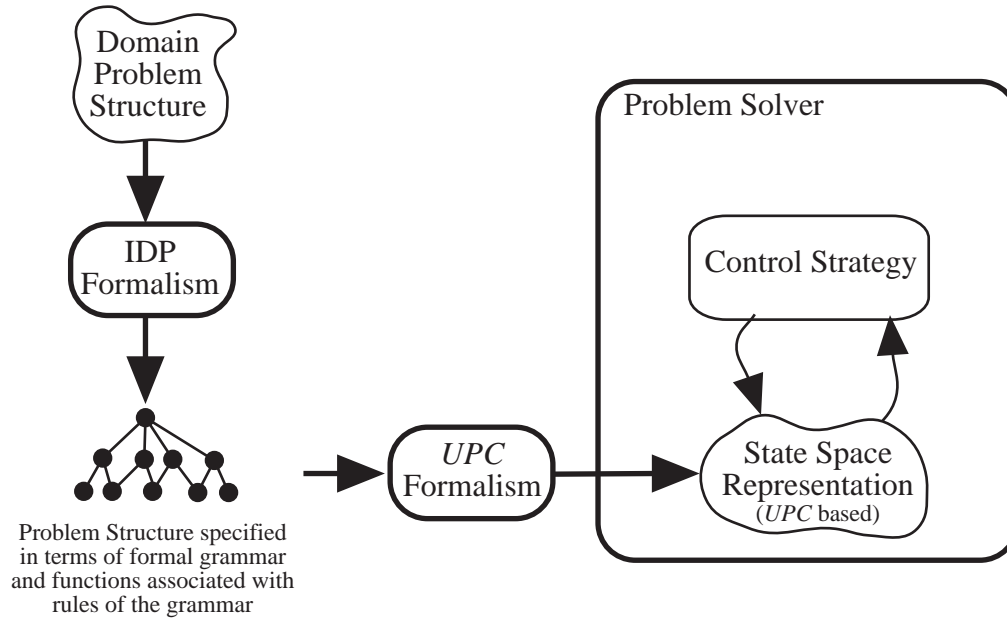 Domain
Problem
Structure
IDP
Formalism
Problem Structure specified
in terms of formal grammar
and functions associated with
rules of the grammar
UPC
Formalism
Problem Solver
Control Strategy
State Space
Representation
(UPC based)